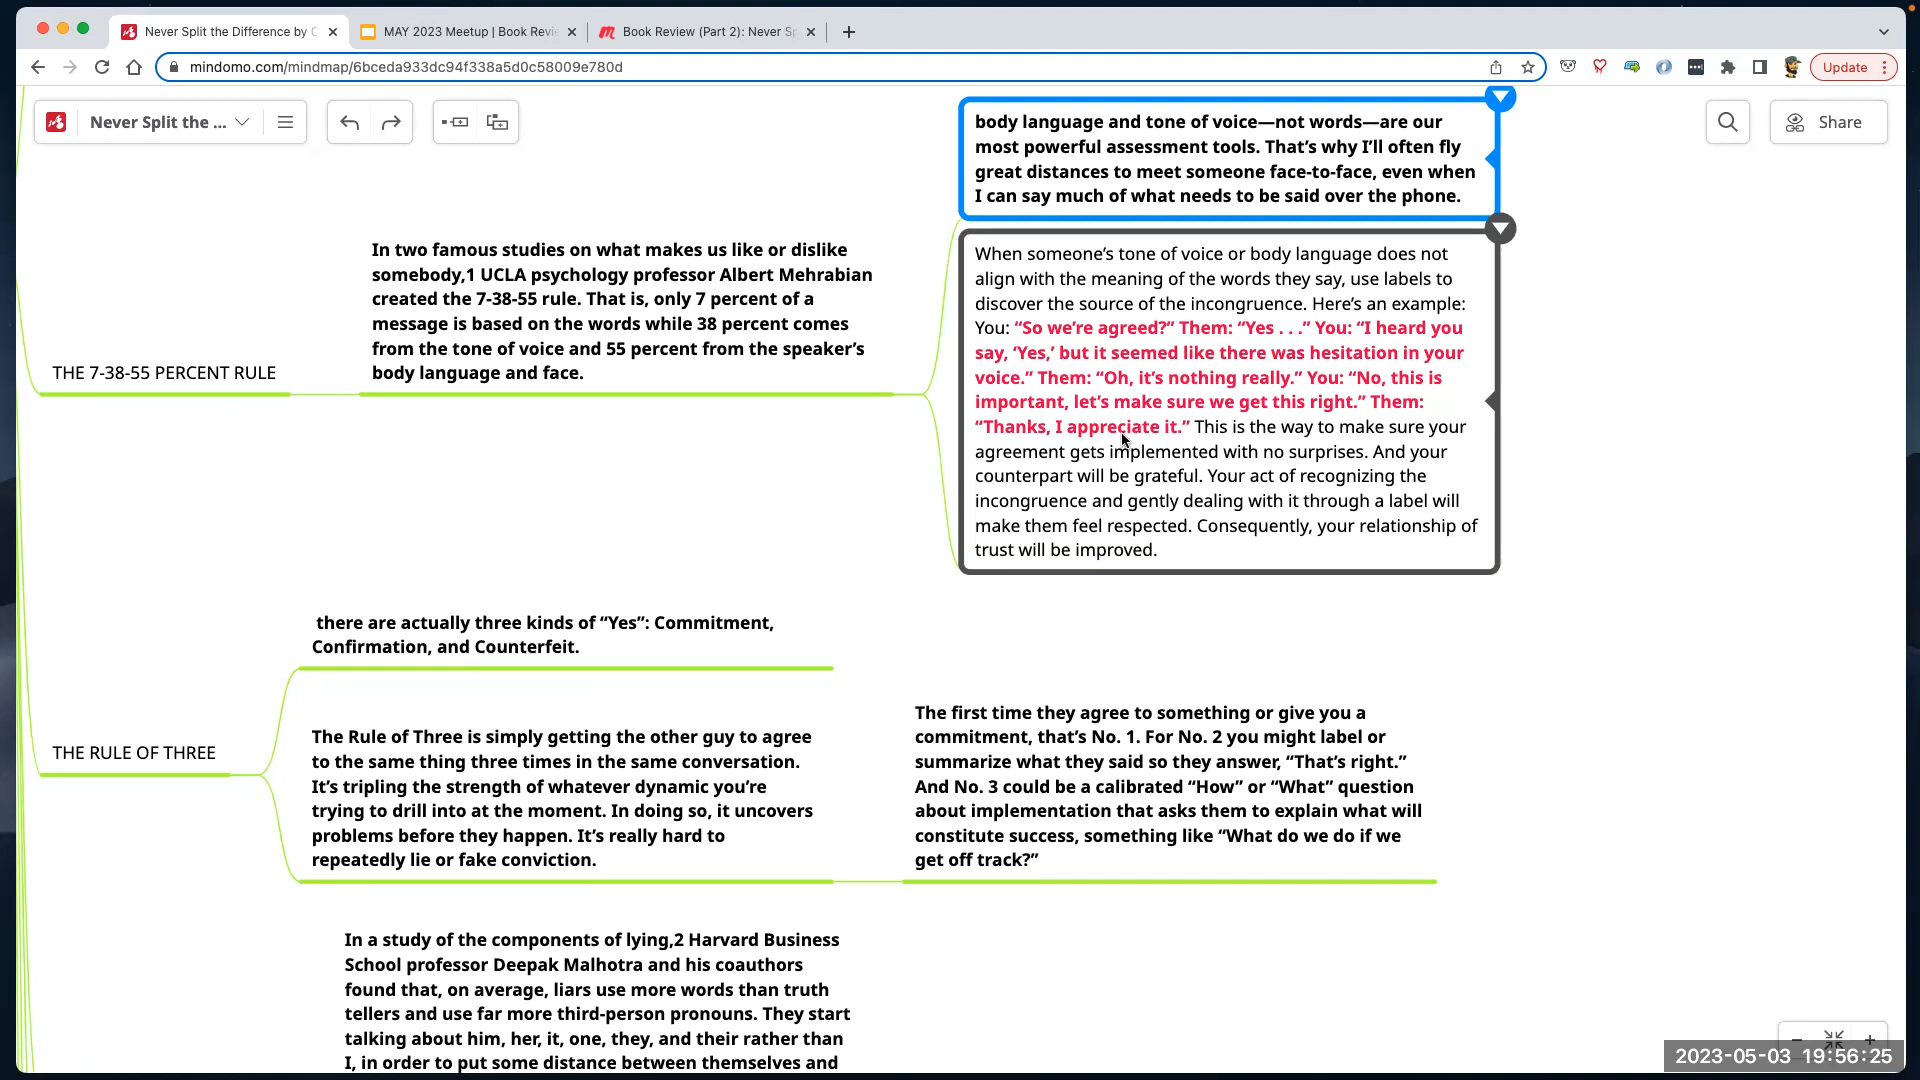 Never Split the Difference by C
MAY 2023 Meetup | Book Revie
Book Review (Part 2): Never Sp
mindomo.com/mindmap/6bceda933dc94f338a5d0c58009e780d
Update
Never Split the ...
Share
body language and tone of voice—not words—are our
most powerful assessment tools. That’s why I’ll often fly
great distances to meet someone face-to-face, even when
I can say much of what needs to be said over the phone.
In two famous studies on what makes us like or dislike
somebody,1 UCLA psychology professor Albert Mehrabian
created the 7-38-55 rule. That is, only 7 percent of a
message is based on the words while 38 percent comes
from the tone of voice and 55 percent from the speaker’s
body language and face.
THE 7-38-55 PERCENT RULE
When someone’s tone of voice or body language does not
align with the meaning of the words they say, use labels to
discover the source of the incongruence. Here’s an example:
You: “So we’re agreed?” Them: “Yes . . .” You: “I heard you
say, ‘Yes,’ but it seemed like there was hesitation in your
voice.” Them: “Oh, it’s nothing really.” You: “No, this is
important, let’s make sure we get this right.” Them:
“Thanks, I appreciate it.” This is the way to make sure your
agreement gets implemented with no surprises. And your
counterpart will be grateful. Your act of recognizing the
incongruence and gently dealing with it through a label will
make them feel respected. Consequently, your relationship of
trust will be improved.
there are actually three kinds of “Yes”: Commitment,
Confirmation, and Counterfeit.
THE RULE OF THREE
The Rule of Three is simply getting the other guy to agree
to the same thing three times in the same conversation.
It’s tripling the strength of whatever dynamic you’re
trying to drill into at the moment. In doing so, it uncovers
problems before they happen. It’s really hard to
repeatedly lie or fake conviction.
The first time they agree to something or give you a
commitment, that’s No. 1. For No. 2 you might label or
summarize what they said so they answer, “That’s right.”
And No. 3 could be a calibrated “How” or “What” question
about implementation that asks them to explain what will
constitute success, something like “What do we do if we
get off track?”
In a study of the components of lying,2 Harvard Business
School professor Deepak Malhotra and his coauthors
found that, on average, liars use more words than truth
tellers and use far more third-person pronouns. They start
talking about him, her, it, one, they, and their rather than
I, in order to put some distance between themselves and
2023-05-03 19:56:25